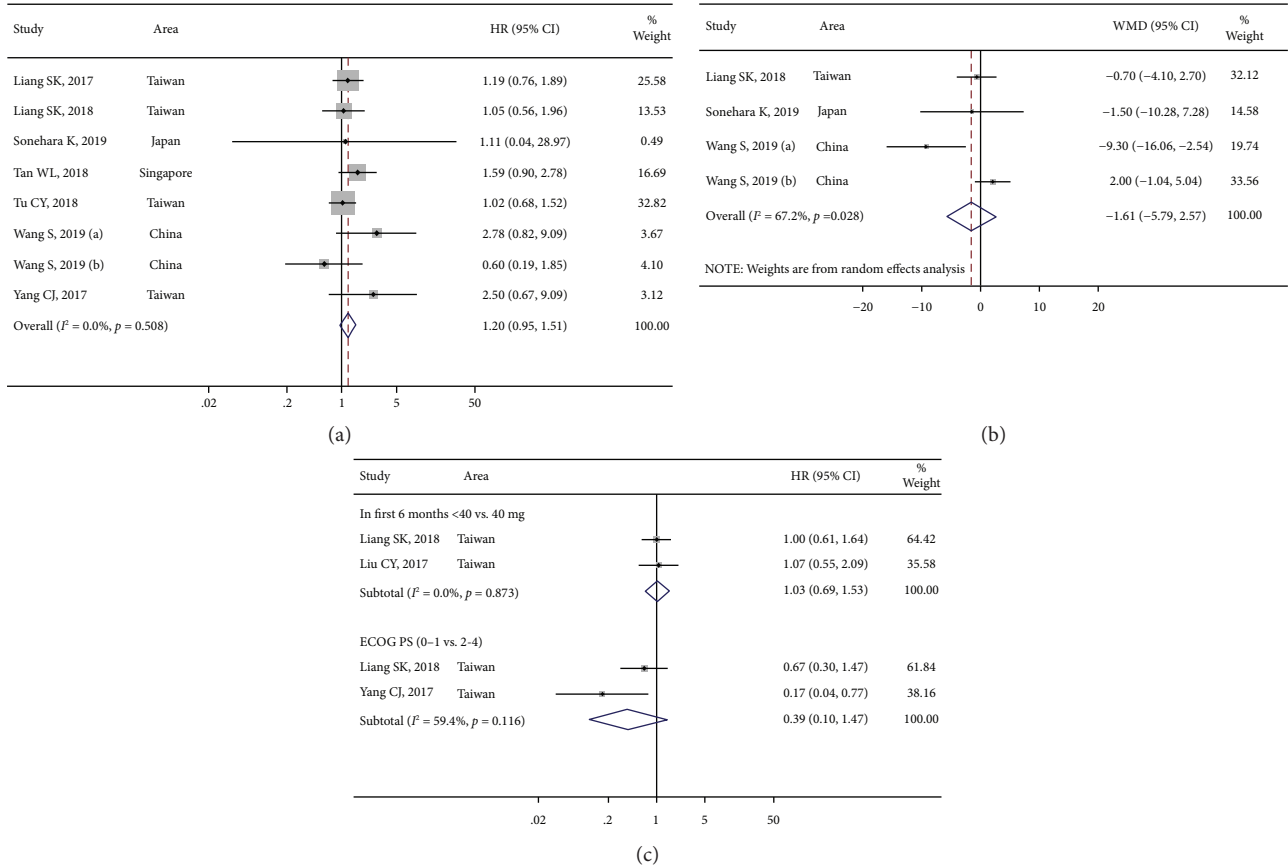 Study Area HR (95% CI) % Weight
Liang SK, 2017 Taiwan 1.19 (0.76, 1.89) 25.58
Liang SK, 2018 Taiwan 1.05 (0.56, 1.96) 13.53
Sonehara K, 2019 Japan 1.11 (0.04, 28.97) 0.49
Tan WL, 2018 Singapore 1.59 (0.90, 2.78) 16.69
Tu CY, 2018 Taiwan 1.02 (0.68, 1.52) 32.82
Wang S, 2019 (a) China 2.78 (0.82, 9.09) 3.67
Wang S, 2019 (b) China 0.60 (0.19, 1.85) 4.10
Yang CJ, 2017 Taiwan 2.50 (0.67, 9.09) 3.12
Overall (I² = 0.0%, p = 0.508) 1.20 (0.95, 1.51) 100.00
.02 .2 1 5 50
(a)
Study Area WMD (95% CI) % Weight
Liang SK, 2018 Taiwan −0.70 (−4.10, 2.70) 32.12
Sonehara K, 2019 Japan −1.50 (−10.28, 7.28) 14.58
Wang S, 2019 (a) China −9.30 (−16.06, −2.54) 19.74
Wang S, 2019 (b) China 2.00 (−1.04, 5.04) 33.56
Overall (I² = 67.2%, p =0.028) −1.61 (−5.79, 2.57) 100.00
NOTE: Weights are from random effects analysis
−20 −10 0 10 20
(b)
Study Area HR (95% CI) % Weight
In first 6 months <40 vs. 40 mg
Liang SK, 2018 Taiwan 1.00 (0.61, 1.64) 64.42
Liu CY, 2017 Taiwan 1.07 (0.55, 2.09) 35.58
Subtotal (I² = 0.0%, p = 0.873) 1.03 (0.69, 1.53) 100.00
ECOG PS (0–1 vs. 2-4)
Liang SK, 2018 Taiwan 0.67 (0.30, 1.47) 61.84
Yang CJ, 2017 Taiwan 0.17 (0.04, 0.77) 38.16
Subtotal (I² = 59.4%, p = 0.116) 0.39 (0.10, 1.47) 100.00
.02 .2 1 5 50
(c)